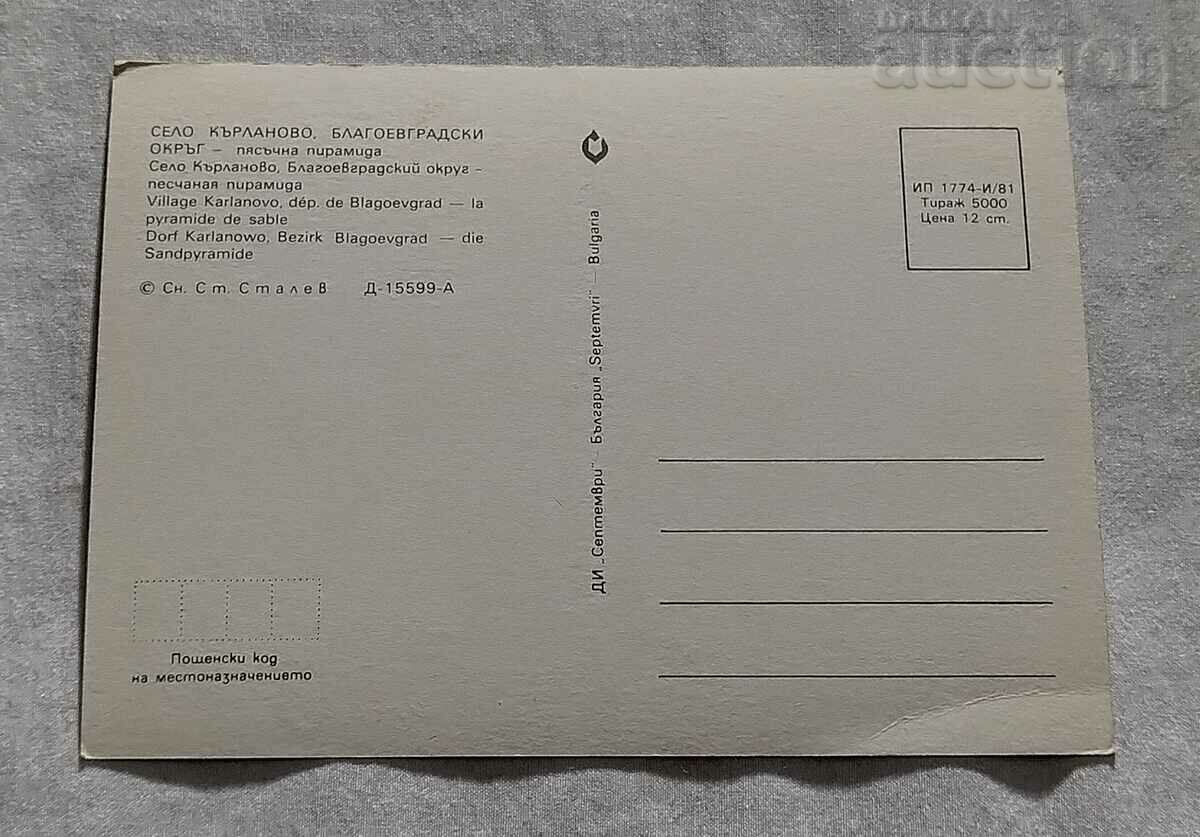 СЕЛО КЪРЛАНОВО, БЛАГОЕВГРАДСКИ
ОКРЪГ – пясъчна пирамида
Село Кърланово, Благоевградский округ -
песчаная пирамида
Village Karlanovo, dép. de Blagoevgrad — la
pyramide de sable
Dorf Karlanowo, Bezirk Blagoevgrad — die
Sandpyramide
© Сн. Ст. Сталев Д-15599-А
Пощенски код
на местоназначението
ДИ „Септември" – България „Septemvri" – Bulgaria
ИП 1774-И/81
Тираж 5000
Цена 12 ст.
auction